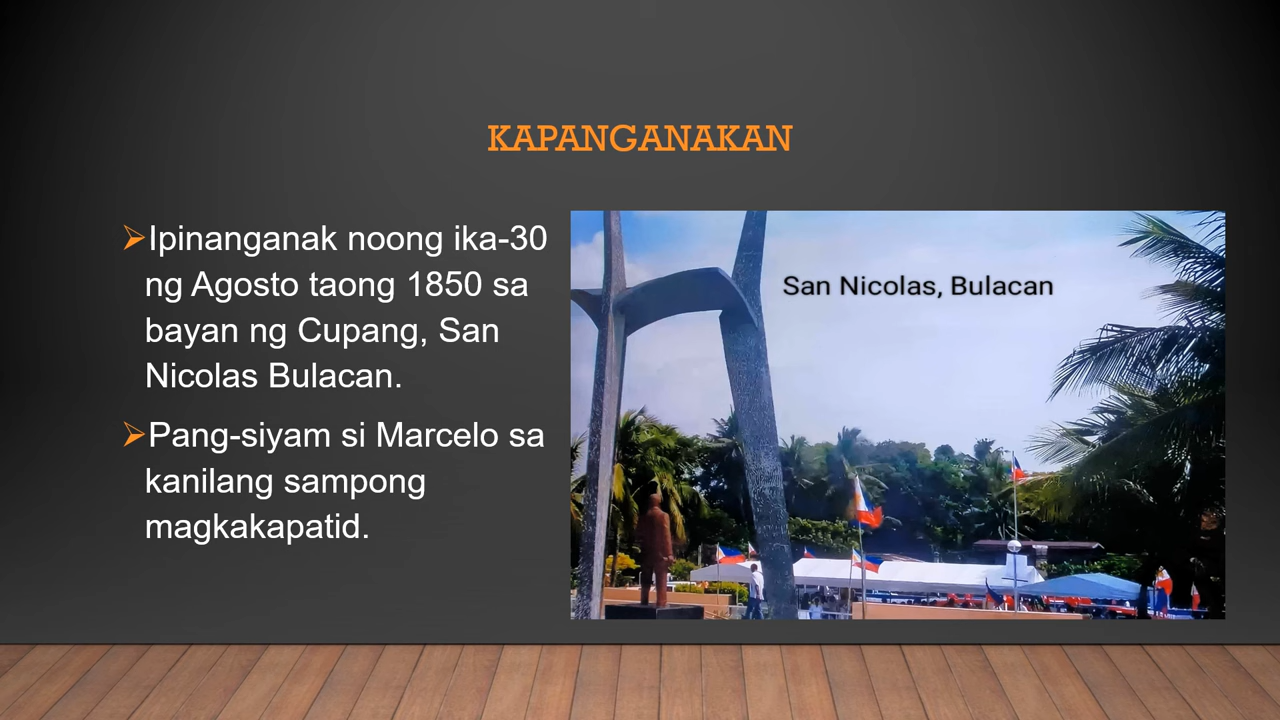 KAPANGANAKAN
Ipinanganak noong ika-30
ng Agosto taong 1850 sa
bayan ng Cupang, San
Nicolas Bulacan.
Pang-siyam si Marcelo sa
kanilang sampong
magkakapatid.
San Nicolas, Bulacan